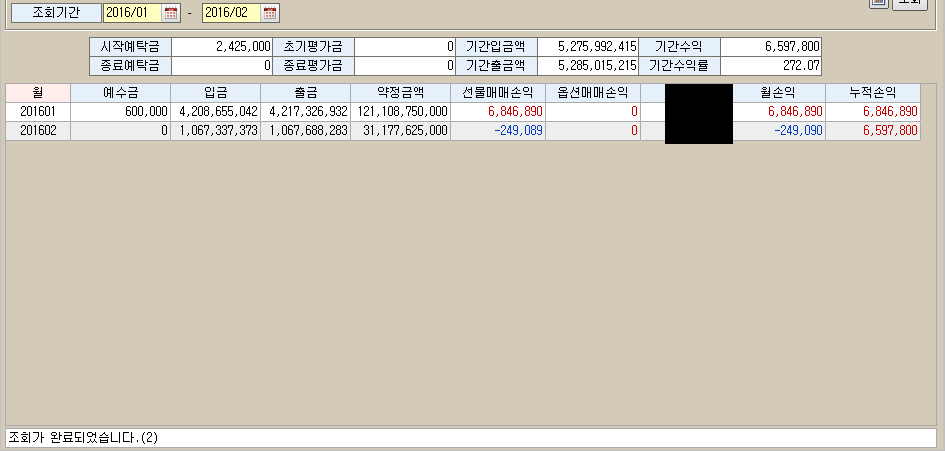 조회기간 2016/01 - 2016/02 조회
시작예탁금 2,425,000 초기평가금 0 기간입금액 5,275,992,415 기간수익 6,597,800
종료예탁금 0 종료평가금 0 기간출금액 5,285,015,215 기간수익률 272.07
월 예수금 입금 출금 약정금액 선물매매손익 옵션매매손익 월손익 누적손익
201601 600,000 4,208,655,042 4,217,326,932 121,108,750,000 6,846,890 0 6,846,890 6,846,890
201602 0 1,067,337,373 1,067,688,283 31,177,625,000 -249,089 0 -249,090 6,597,800
조회가 완료되었습니다.(2)